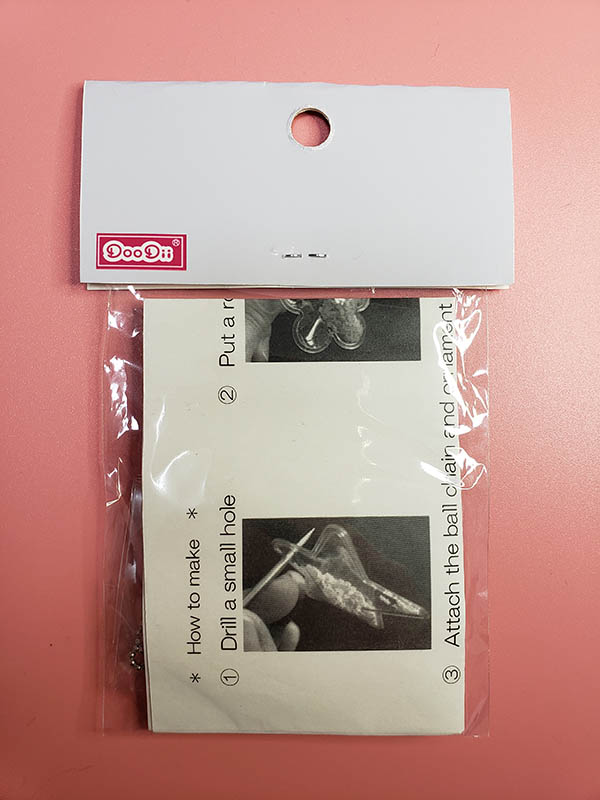 DooDii®
* How to make *
① Drill a small hole
② Put a
③ Attach the ball chain and ornament